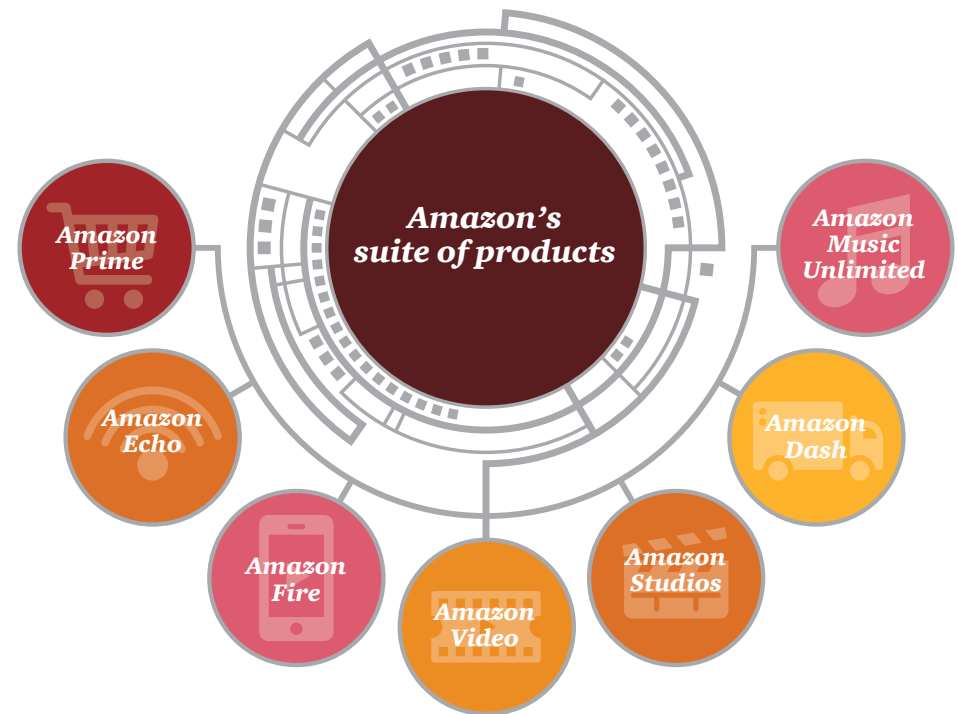 Amazon's
suite of products
Amazon
Prime
Amazon
Echo
Amazon
Fire
Amazon
Video
Amazon
Studios
Amazon
Dash
Amazon
Music
Unlimited